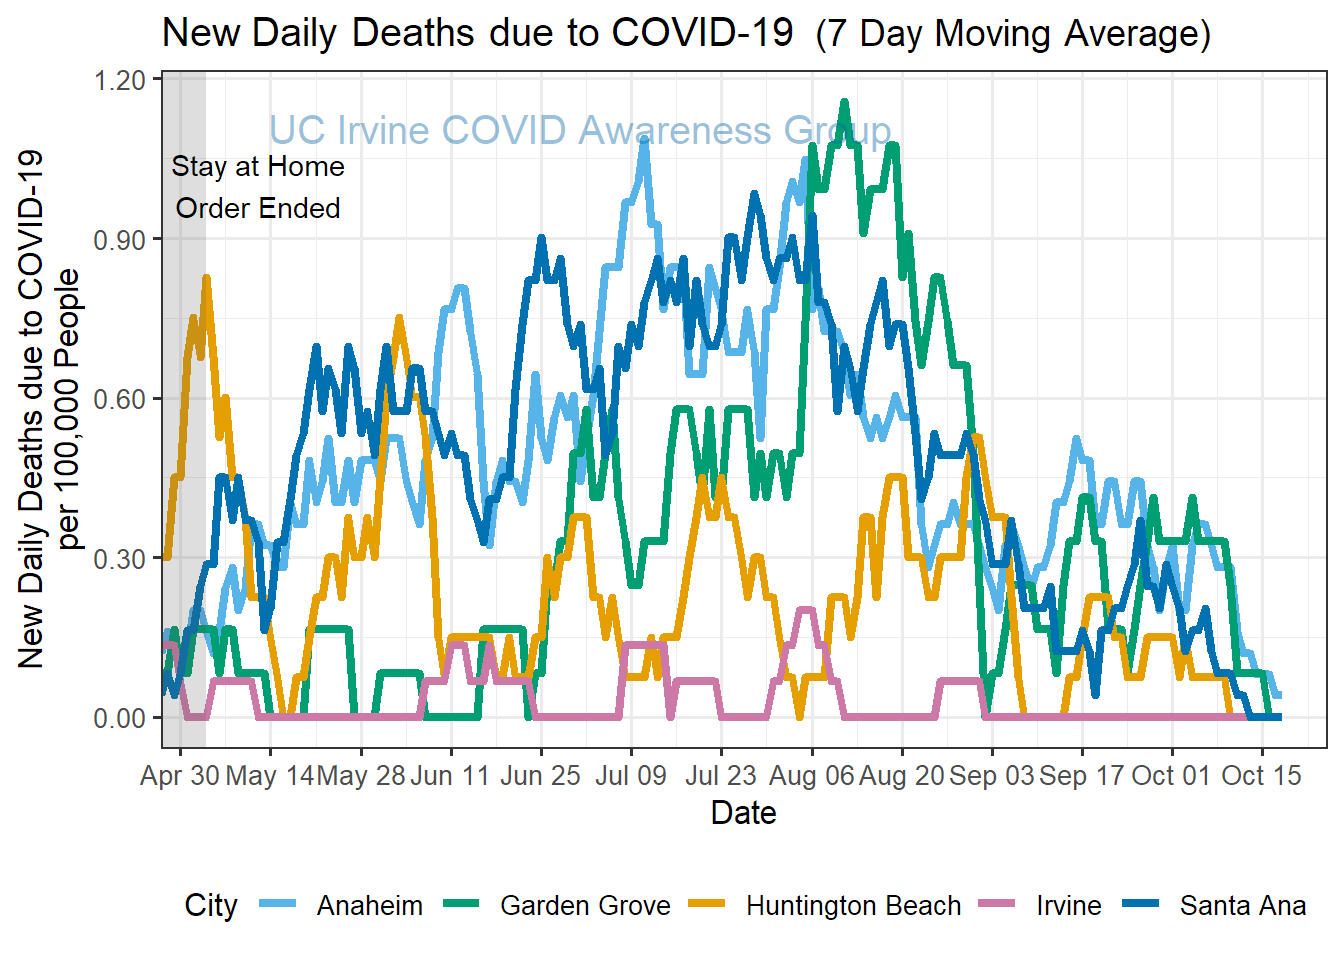 New Daily Deaths due to COVID-19 (7 Day Moving Average)
New Daily Deaths due to COVID-19
per 100,000 People
1.20
0.90
0.60
0.30
0.00
UC Irvine COVID Awareness Group
Stay at Home
Order Ended
Apr 30 May 14 May 28 Jun 11 Jun 25 Jul 09 Jul 23 Aug 06 Aug 20 Sep 03 Sep 17 Oct 01 Oct 15
Date
City Anaheim Garden Grove Huntington Beach Irvine Santa Ana